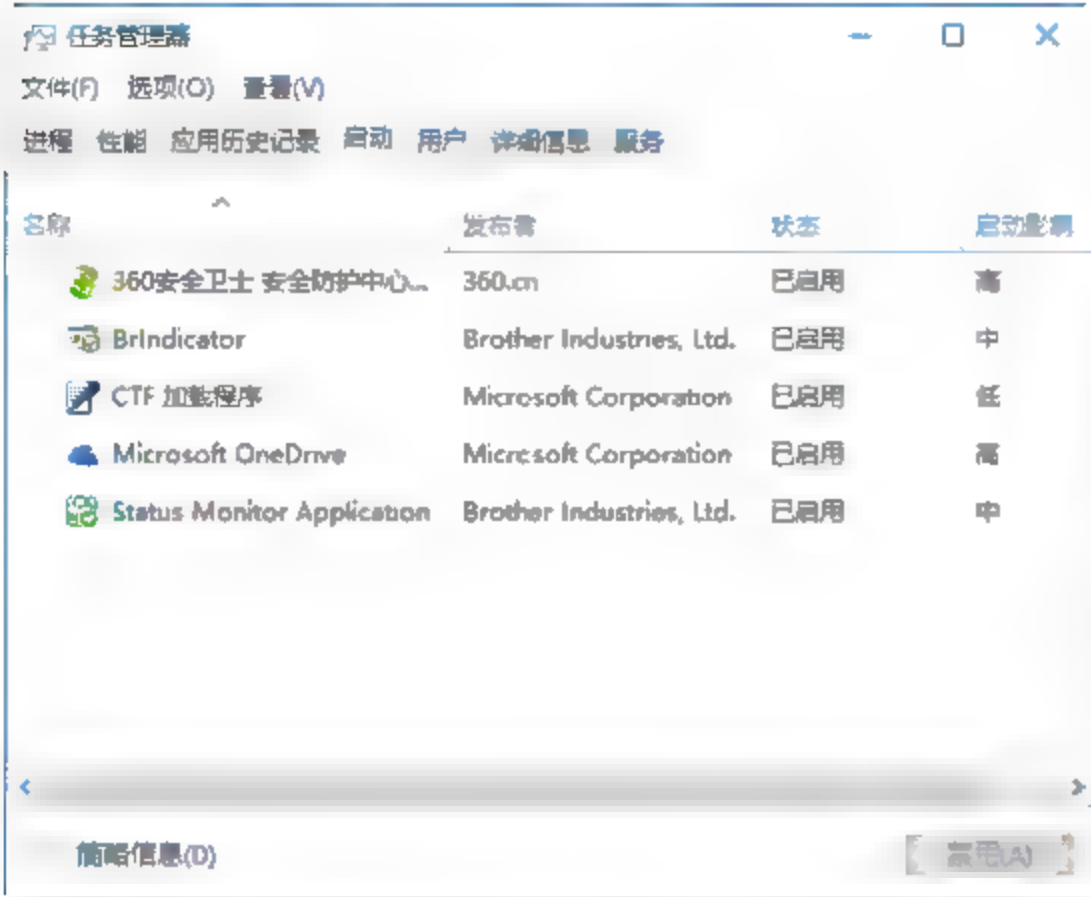 任务管理器
文件(F) 选项(O) 查看(V)
进程 性能 应用历史记录 启动 用户 详细信息 服务
名称 发布者 状态 启动影响
360安全卫士 安全防护中心... 360.cn 已启用 高
BrIndicator Brother Industries, Ltd. 已启用 中
CTF 加载程序 Microsoft Corporation 已启用 低
Microsoft OneDrive Microsoft Corporation 已启用 高
Status Monitor Application Brother Industries, Ltd. 已启用 中
简略信息(D) 禁用(A)